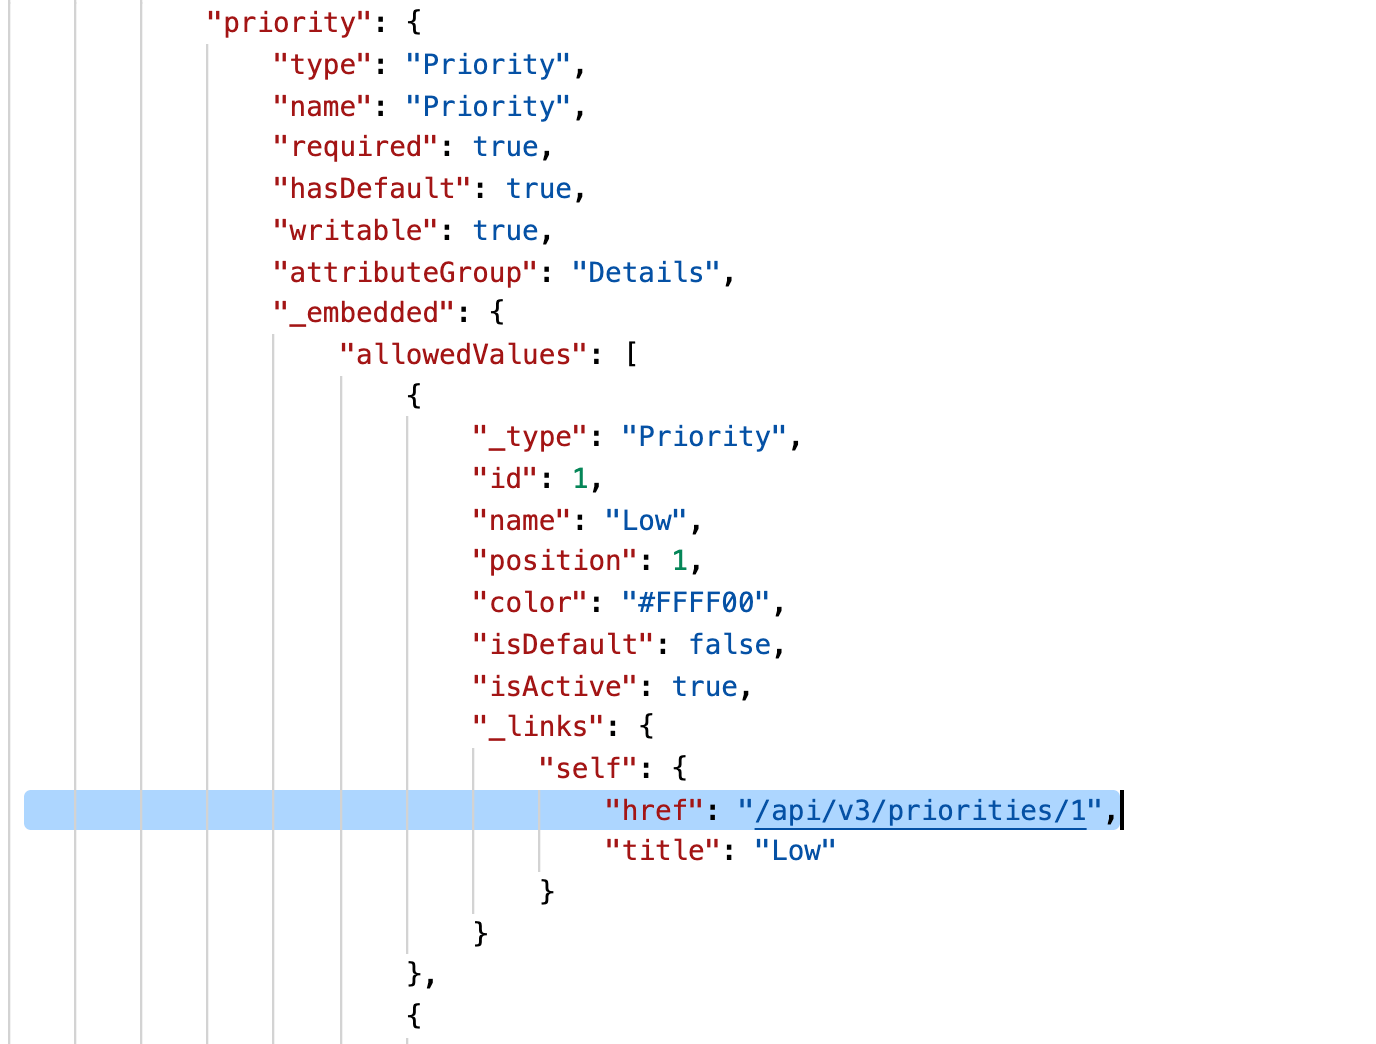 "priority": {
"type": "Priority",
"name": "Priority",
"required": true,
"hasDefault": true,
"writable": true,
"attributeGroup": "Details",
"_embedded": {
"allowedValues": [
{
"_type": "Priority",
"id": 1,
"name": "Low",
"position": 1,
"color": "#FFFF00",
"isDefault": false,
"isActive": true,
"_links": {
"self": {
"href": "/api/v3/priorities/1",
"title": "Low"
}
}
},
{